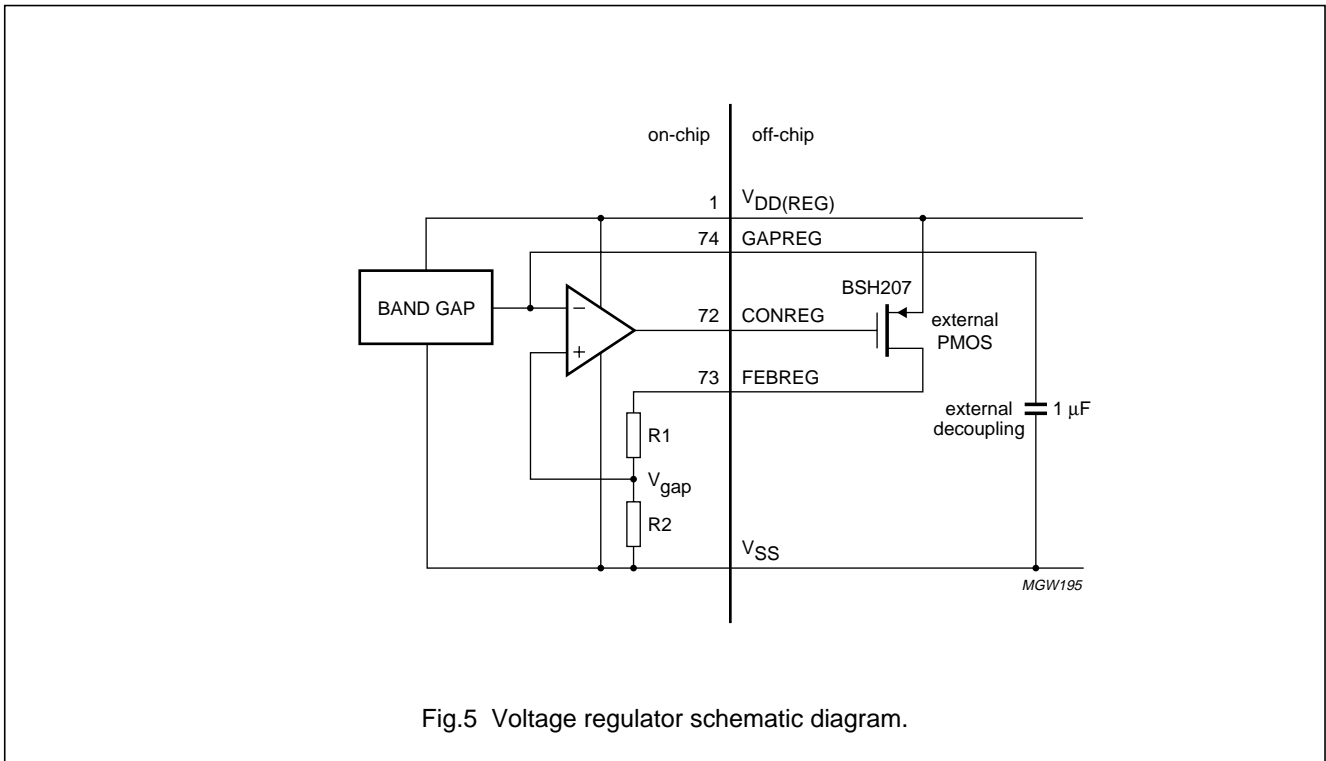 on-chip
off-chip
1
VDD(REG)
74
GAPREG
BAND GAP
−
+
72
CONREG
BSH207
external
PMOS
73
FEBREG
external
decoupling
1 μF
R1
Vgap
R2
VSS
MGW195
Fig.5 Voltage regulator schematic diagram.